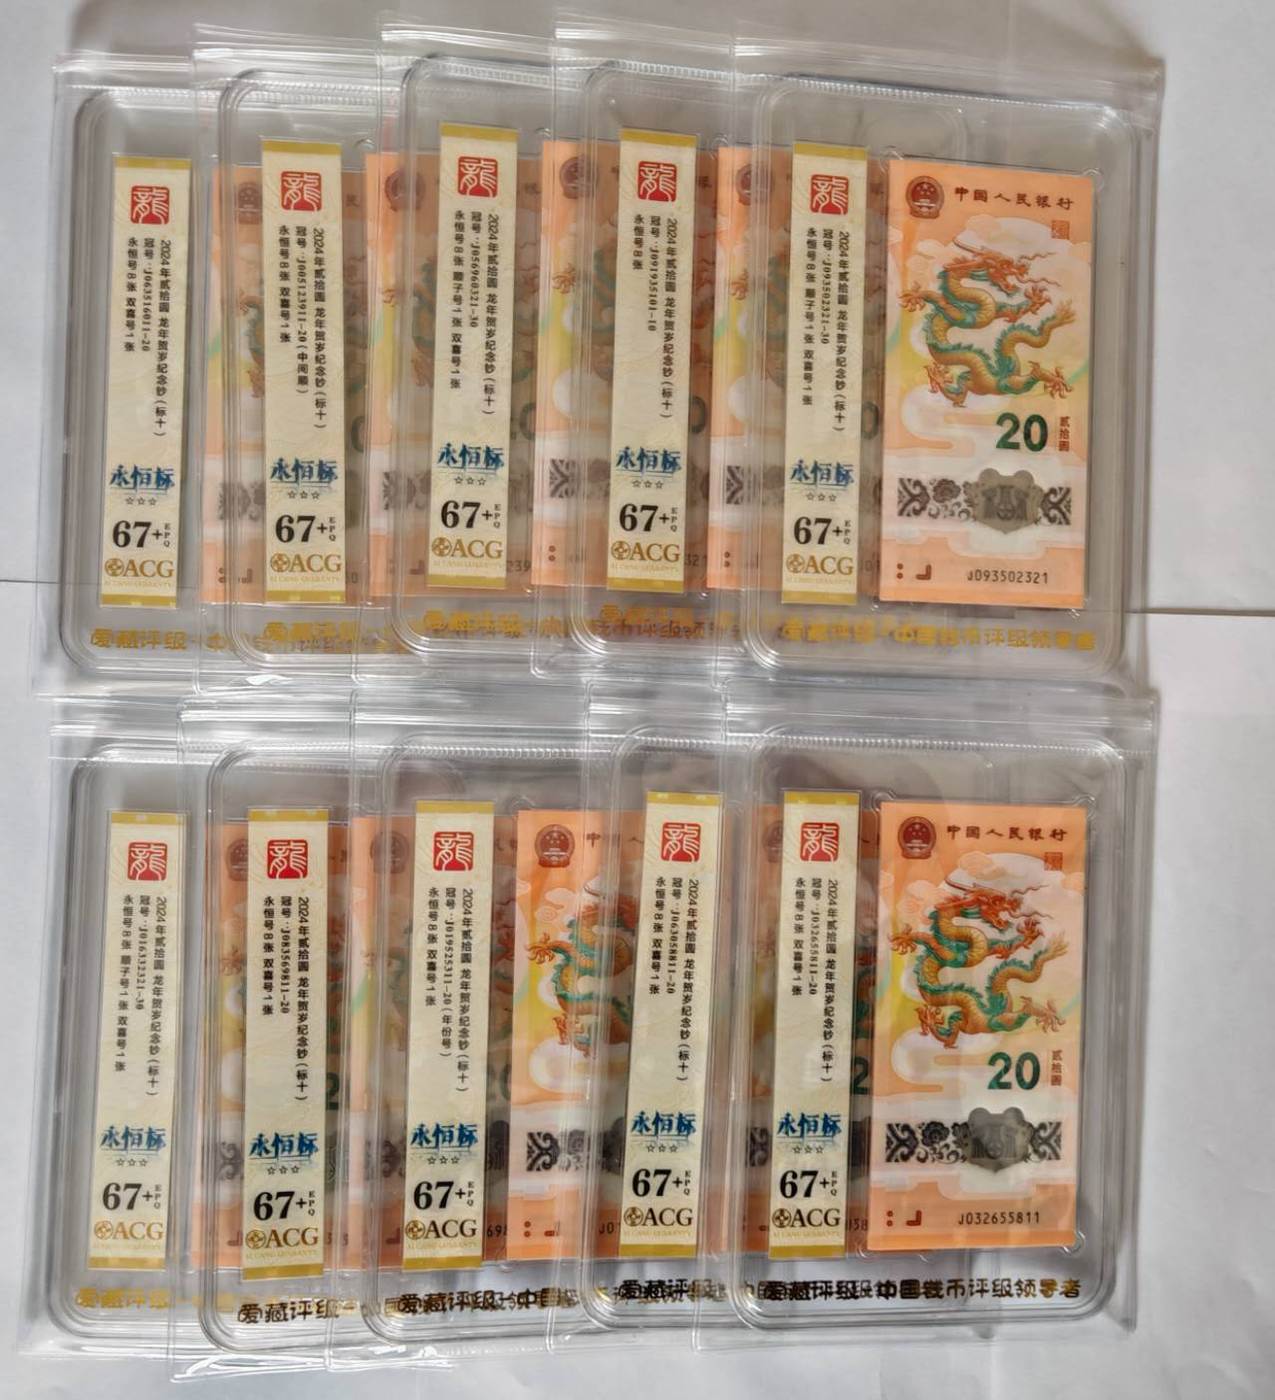 龍
2024年贰拾圆 龙年贺岁纪念钞(标十)
冠号:J063516011-20
永恒号8张 双喜号1张
永恒标
☆☆☆
67+EPQ
ACG
龍
2024年贰拾圆 龙年贺岁纪念钞(标十)
冠号:J005123911-20(中间顺)
永恒号8张 双喜号1张
永恒标
☆☆☆
67+EPQ
ACG
龍
2024年贰拾圆 龙年贺岁纪念钞(标十)
冠号:J056960321-30
永恒号8张 顺子号1张 双喜号1张
永恒标
☆☆☆
67+EPQ
ACG
龍
2024年贰拾圆 龙年贺岁纪念钞(标十)
冠号:J091935101-10
永恒号8张
永恒标
☆☆☆
67+EPQ
ACG
龍
2024年贰拾圆 龙年贺岁纪念钞(标十)
冠号:J093502321-30
永恒号8张 顺子号1张 双喜号1张
永恒标
☆☆☆
67+EPQ
ACG
中国人民银行
20
贰拾圆
J093502321
爱藏评级 中国钱币评级领导者
龍
2024年贰拾圆 龙年贺岁纪念钞(标十)
冠号:J016332321-30
永恒号8张 顺子号1张 双喜号1张
永恒标
☆☆☆
67+EPQ
ACG
龍
2024年贰拾圆 龙年贺岁纪念钞(标十)
冠号:J083569811-20
永恒号8张 双喜号1张
永恒标
☆☆☆
67+EPQ
ACG
龍
2024年贰拾圆 龙年贺岁纪念钞(标十)
冠号:J019525311-20(年份号)
永恒号8张 双喜号1张
永恒标
☆☆☆
67+EPQ
ACG
龍
2024年贰拾圆 龙年贺岁纪念钞(标十)
冠号:J063058811-20
永恒号8张 双喜号1张
永恒标
☆☆☆
67+EPQ
ACG
龍
2024年贰拾圆 龙年贺岁纪念钞(标十)
冠号:J032655811-20
永恒号8张 双喜号1张
永恒标
☆☆☆
67+EPQ
ACG
中国人民银行
20
贰拾圆
J032655811
爱藏评级 中国钱币评级领导者